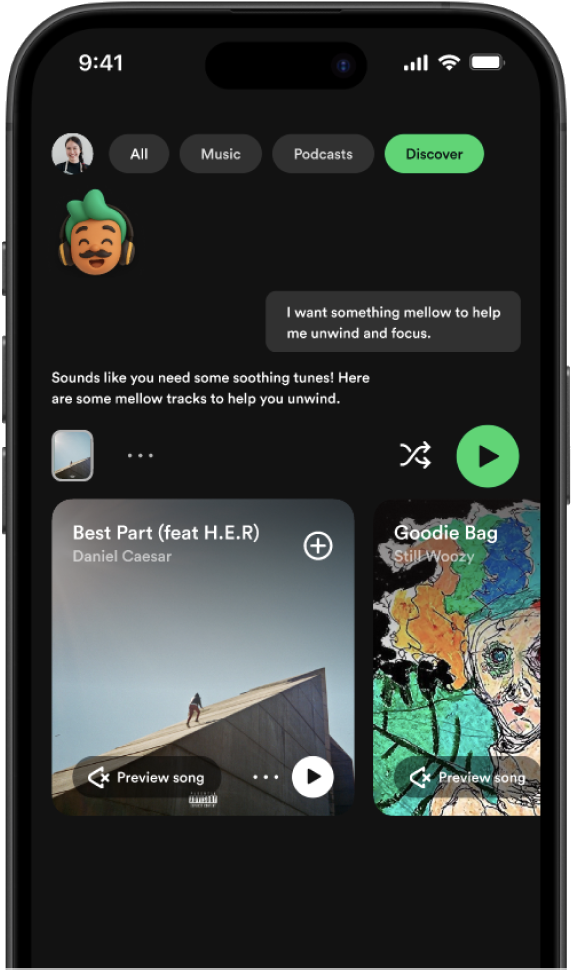 9:41
All
Music
Podcasts
Discover
I want something mellow to help
me unwind and focus.
Sounds like you need some soothing tunes! Here
are some mellow tracks to help you unwind.
Best Part (feat H.E.R)
Daniel Caesar
Preview song
Goodie Bag
Still Woozy
Preview song